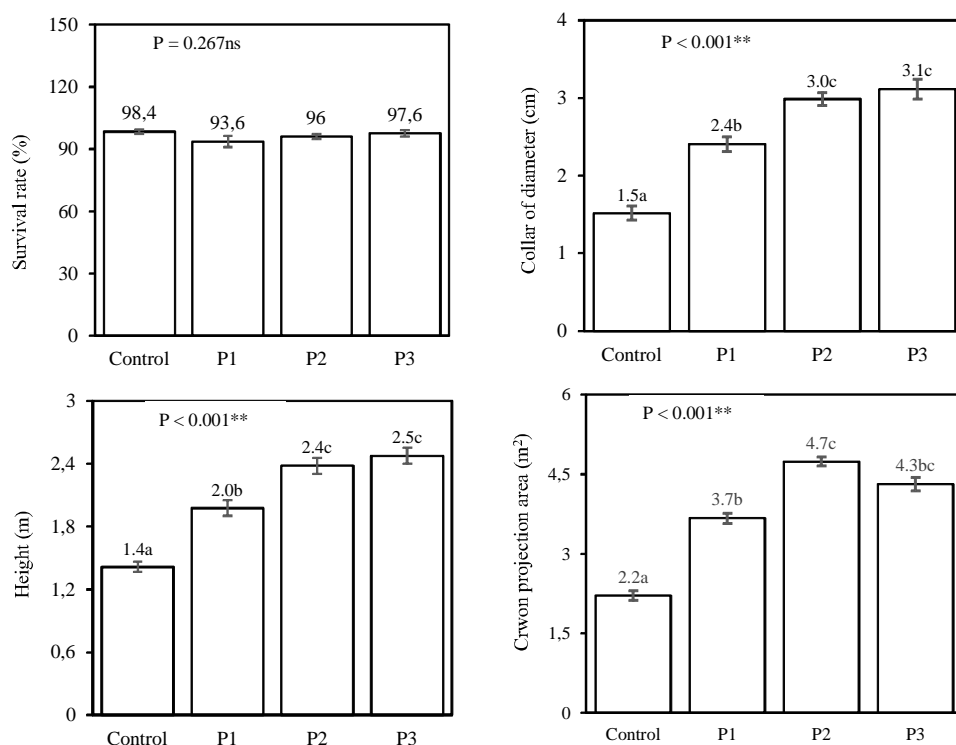 150
120
90
60
30
0
Survival rate (%)
P = 0.267ns
98,4
93,6
96
97,6
Control P1 P2 P3
4
3
2
1
0
Collar of diameter (cm)
P < 0.001**
1.5a
2.4b
3.0c
3.1c
Control P1 P2 P3
3
2,4
1,8
1,2
0,6
0
Height (m)
P < 0.001**
1.4a
2.0b
2.4c
2.5c
Control P1 P2 P3
6
4,5
3
1,5
0
Crwon projection area (m²)
P < 0.001**
2.2a
3.7b
4.7c
4.3bc
Control P1 P2 P3